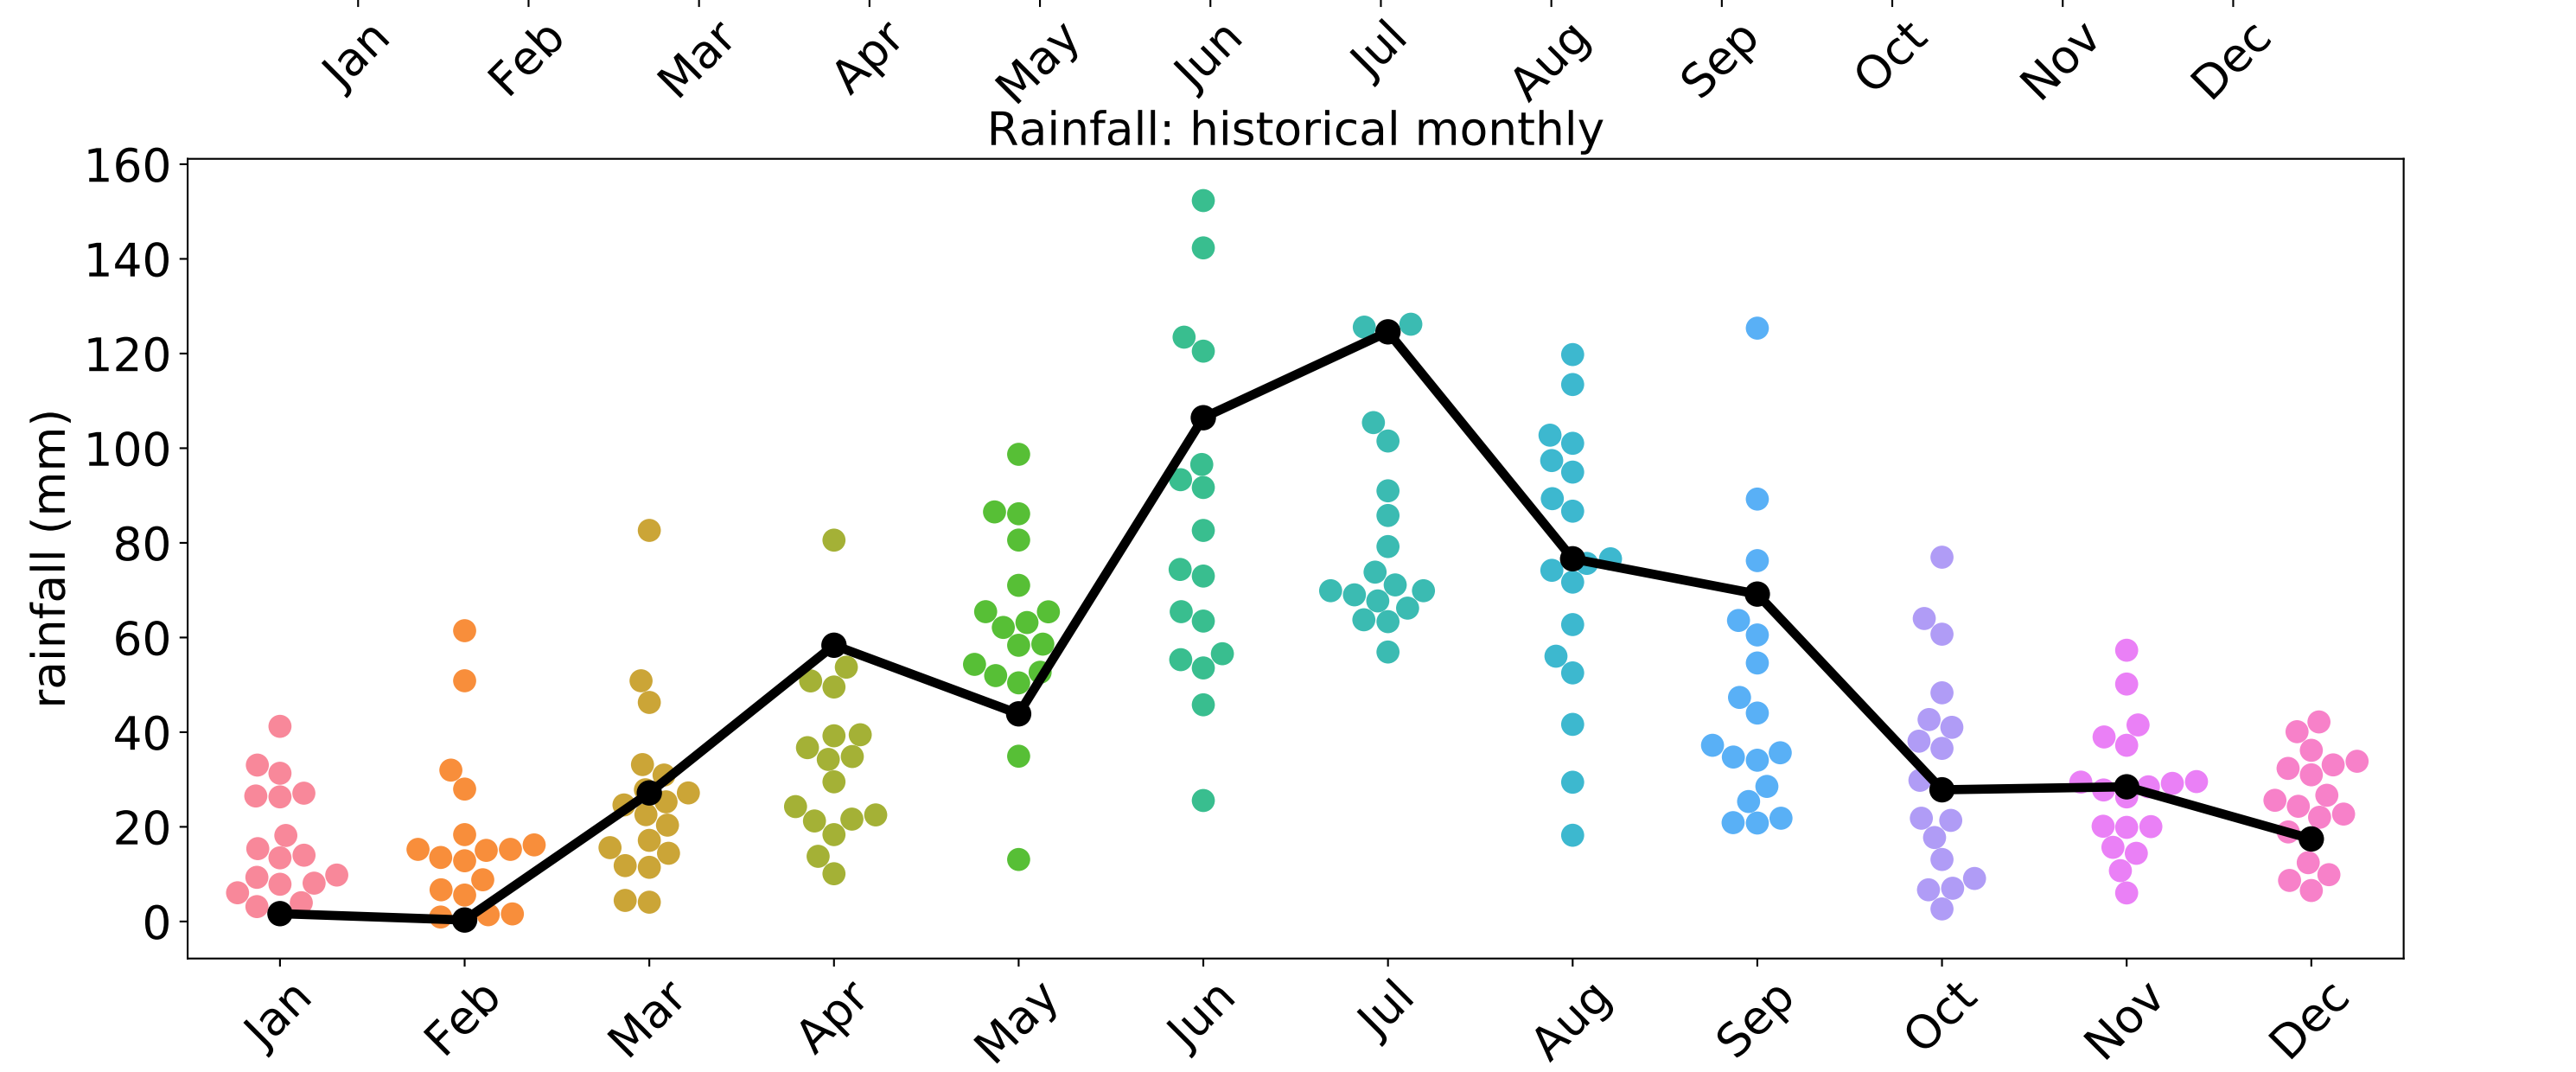 Jan Feb Mar Apr May Jun Jul Aug Sep Oct Nov Dec
Rainfall: historical monthly
160
140
120
100
80
60
40
20
0
rainfall (mm)
Jan Feb Mar Apr May Jun Jul Aug Sep Oct Nov Dec